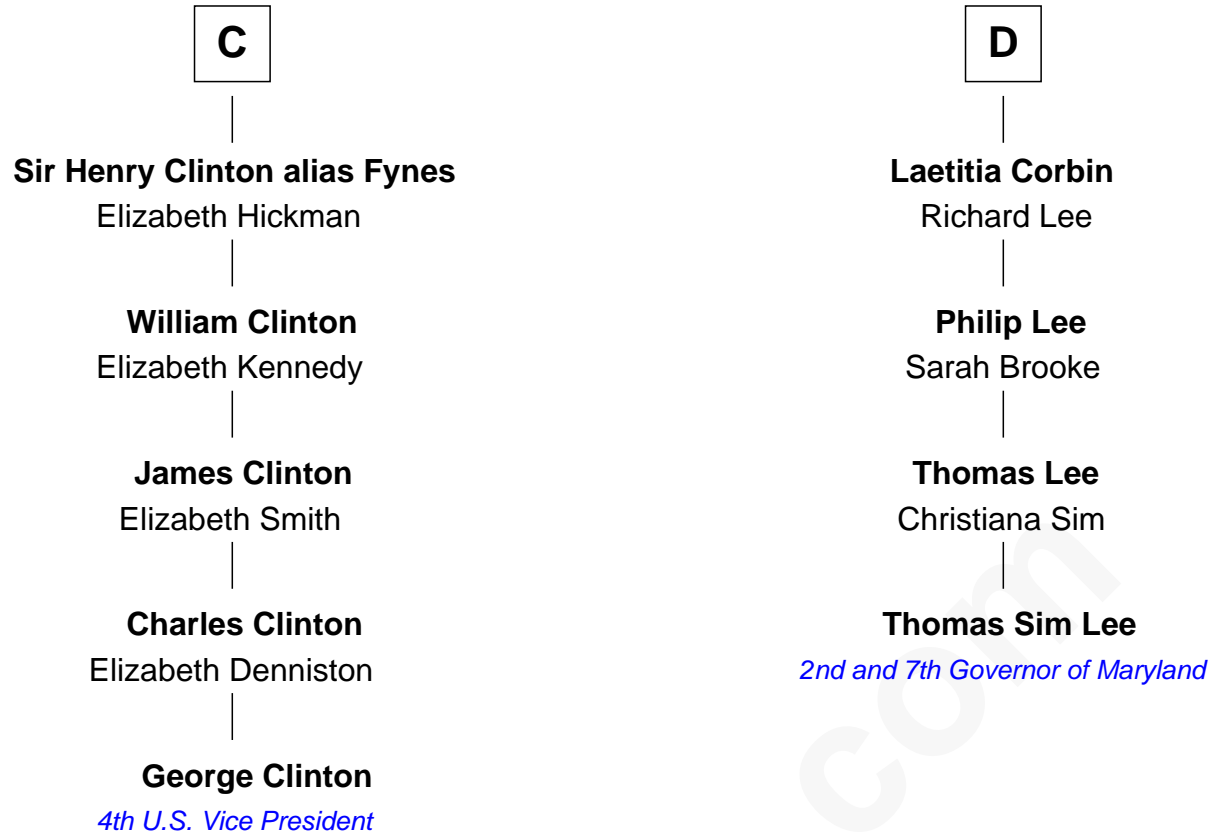 C
Sir Henry Clinton alias Fynes
Elizabeth Hickman
William Clinton
Elizabeth Kennedy
James Clinton
Elizabeth Smith
Charles Clinton
Elizabeth Denniston
George Clinton
4th U.S. Vice President
D
Laetitia Corbin
Richard Lee
Philip Lee
Sarah Brooke
Thomas Lee
Christiana Sim
Thomas Sim Lee
2nd and 7th Governor of Maryland
com